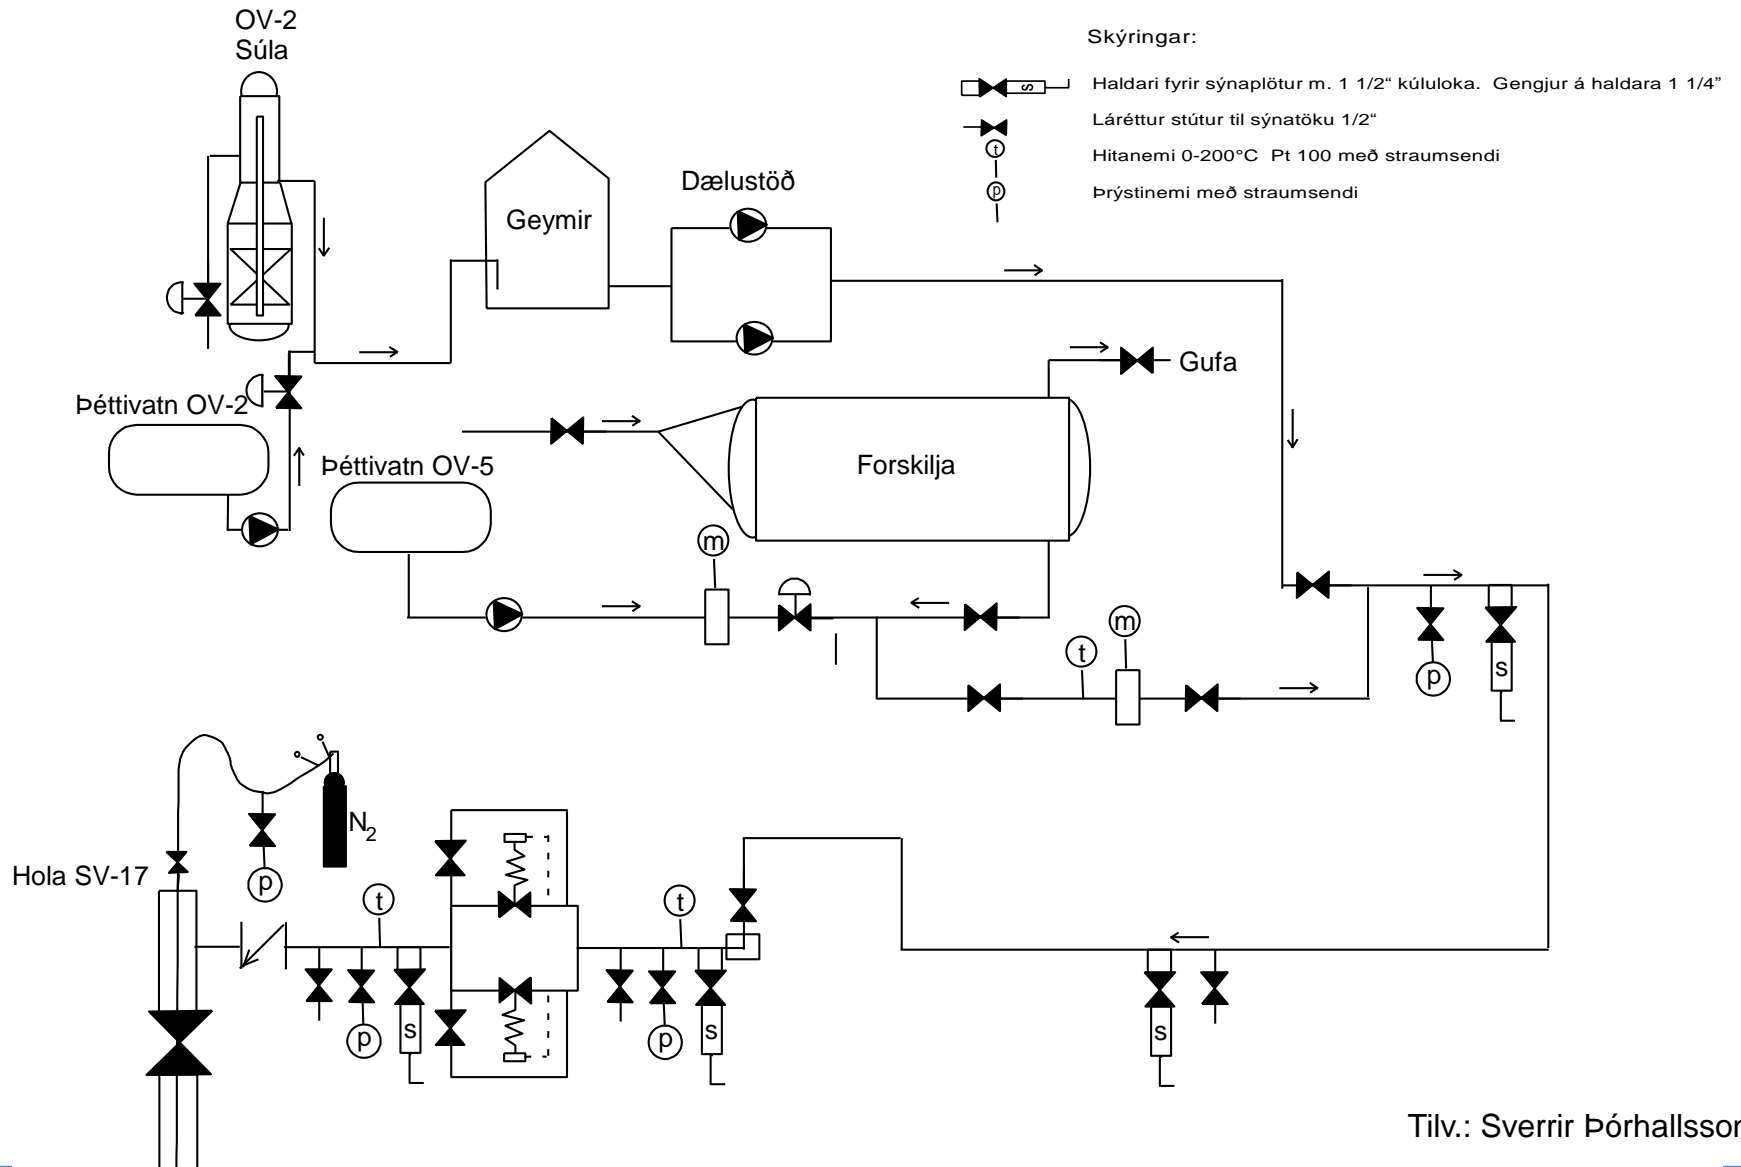 OV-2
Súla
Skýringar:
s
Haldari fyrir sýnaplötur m. 1 1/2“ kúluloka. Gengjur á haldara 1 1/4”
Láréttur stútur til sýnatöku 1/2“
t
Hitanemi 0-200°C Pt 100 með straumsendi
p
Þrýstinemi með straumsendi
Dælustöð
Geymir
Gufa
Þéttivatn OV-2
Þéttivatn OV-5
Forskilja
m
m
t
p
s
N2
Hola SV-17
p
t
t
p
s
p
s
s
Tilv.: Sverrir Þórhallsson